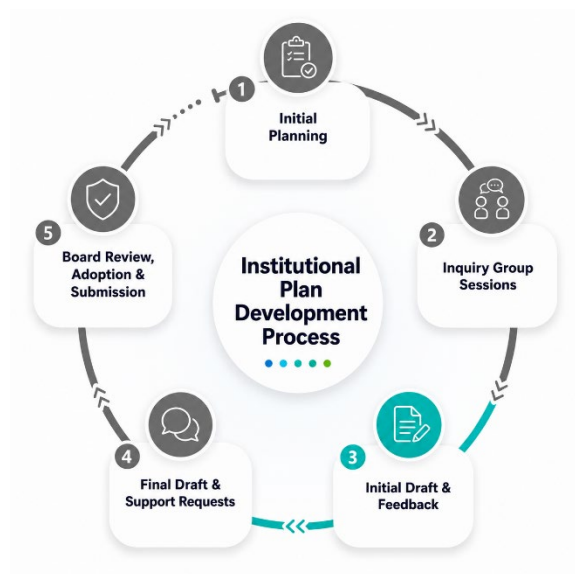 1
Initial
Planning
2
Inquiry Group
Sessions
3
Initial Draft &
Feedback
4
Final Draft &
Support Requests
5
Board Review,
Adoption &
Submission
Institutional
Plan
Development
Process